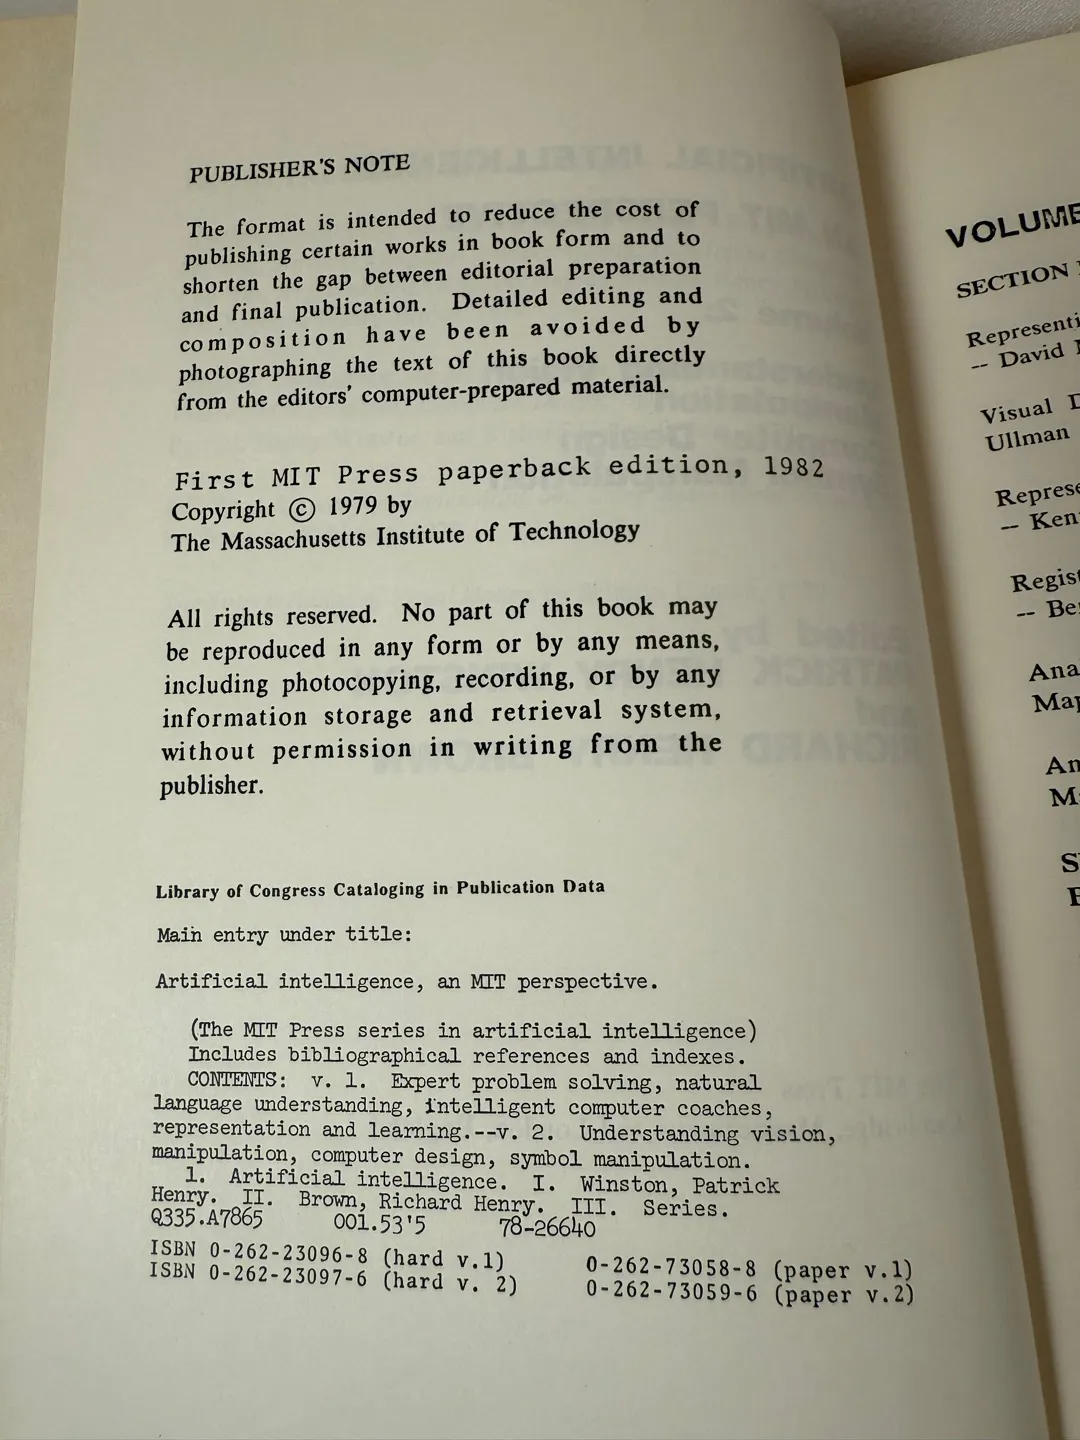 PUBLISHER'S NOTE
The format is intended to reduce the cost of
publishing certain works in book form and to
shorten the gap between editorial preparation
and final publication. Detailed editing and
composition have been avoided by
photographing the text of this book directly
from the editors' computer-prepared material.
First MIT Press paperback edition, 1982
Copyright © 1979 by
The Massachusetts Institute of Technology
All rights reserved. No part of this book may
be reproduced in any form or by any means,
including photocopying, recording, or by any
information storage and retrieval system,
without permission in writing from the
publisher.
Library of Congress Cataloging in Publication Data
Main entry under title:
Artificial intelligence, an MIT perspective.
(The MIT Press series in artificial intelligence)
Includes bibliographical references and indexes.
CONTENTS: v. 1. Expert problem solving, natural
language understanding, intelligent computer coaches,
representation and learning.--v. 2. Understanding vision,
manipulation, computer design, symbol manipulation.
1. Artificial intelligence. I. Winston, Patrick
Henry. II. Brown, Richard Henry. III. Series.
Q335.A7865 001.53'5 78-26640
ISBN 0-262-23096-8 (hard v.1) 0-262-73058-8 (paper v.1)
ISBN 0-262-23097-6 (hard v. 2) 0-262-73059-6 (paper v.2)
VOLUME
SECTION
Representi
-- David
Visual
Ullman
Represe
-- Ken
Regist
-- Be
Ana
Map
An
M
S